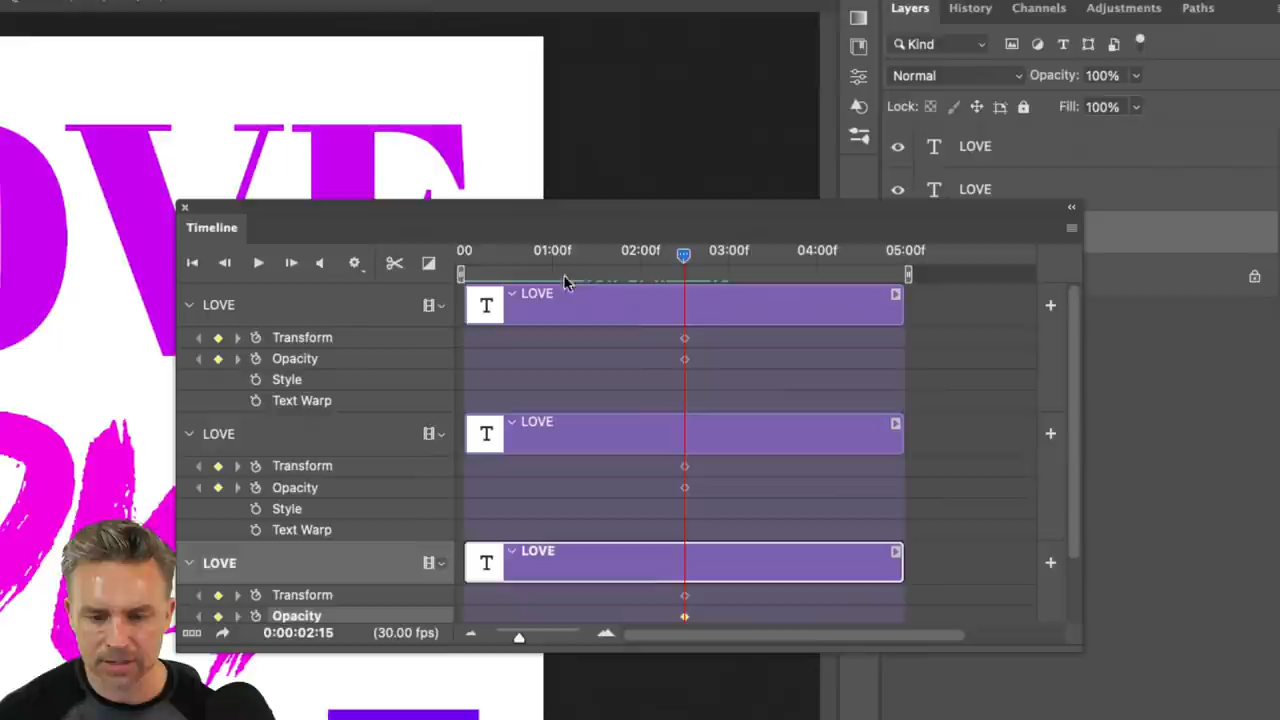 Layers History Channels Adjustments Paths
Kind
Normal Opacity: 100%
Lock: Fill: 100%
T LOVE
T LOVE
OVE
Timeline
00 01:00f 02:00f 03:00f 04:00f 05:00f
LOVE T LOVE
Transform
Opacity
Style
Text Warp
LOVE T LOVE
Transform
Opacity
Style
Text Warp
LOVE T LOVE
Transform
Opacity
0:00:02:15 (30.00 fps)